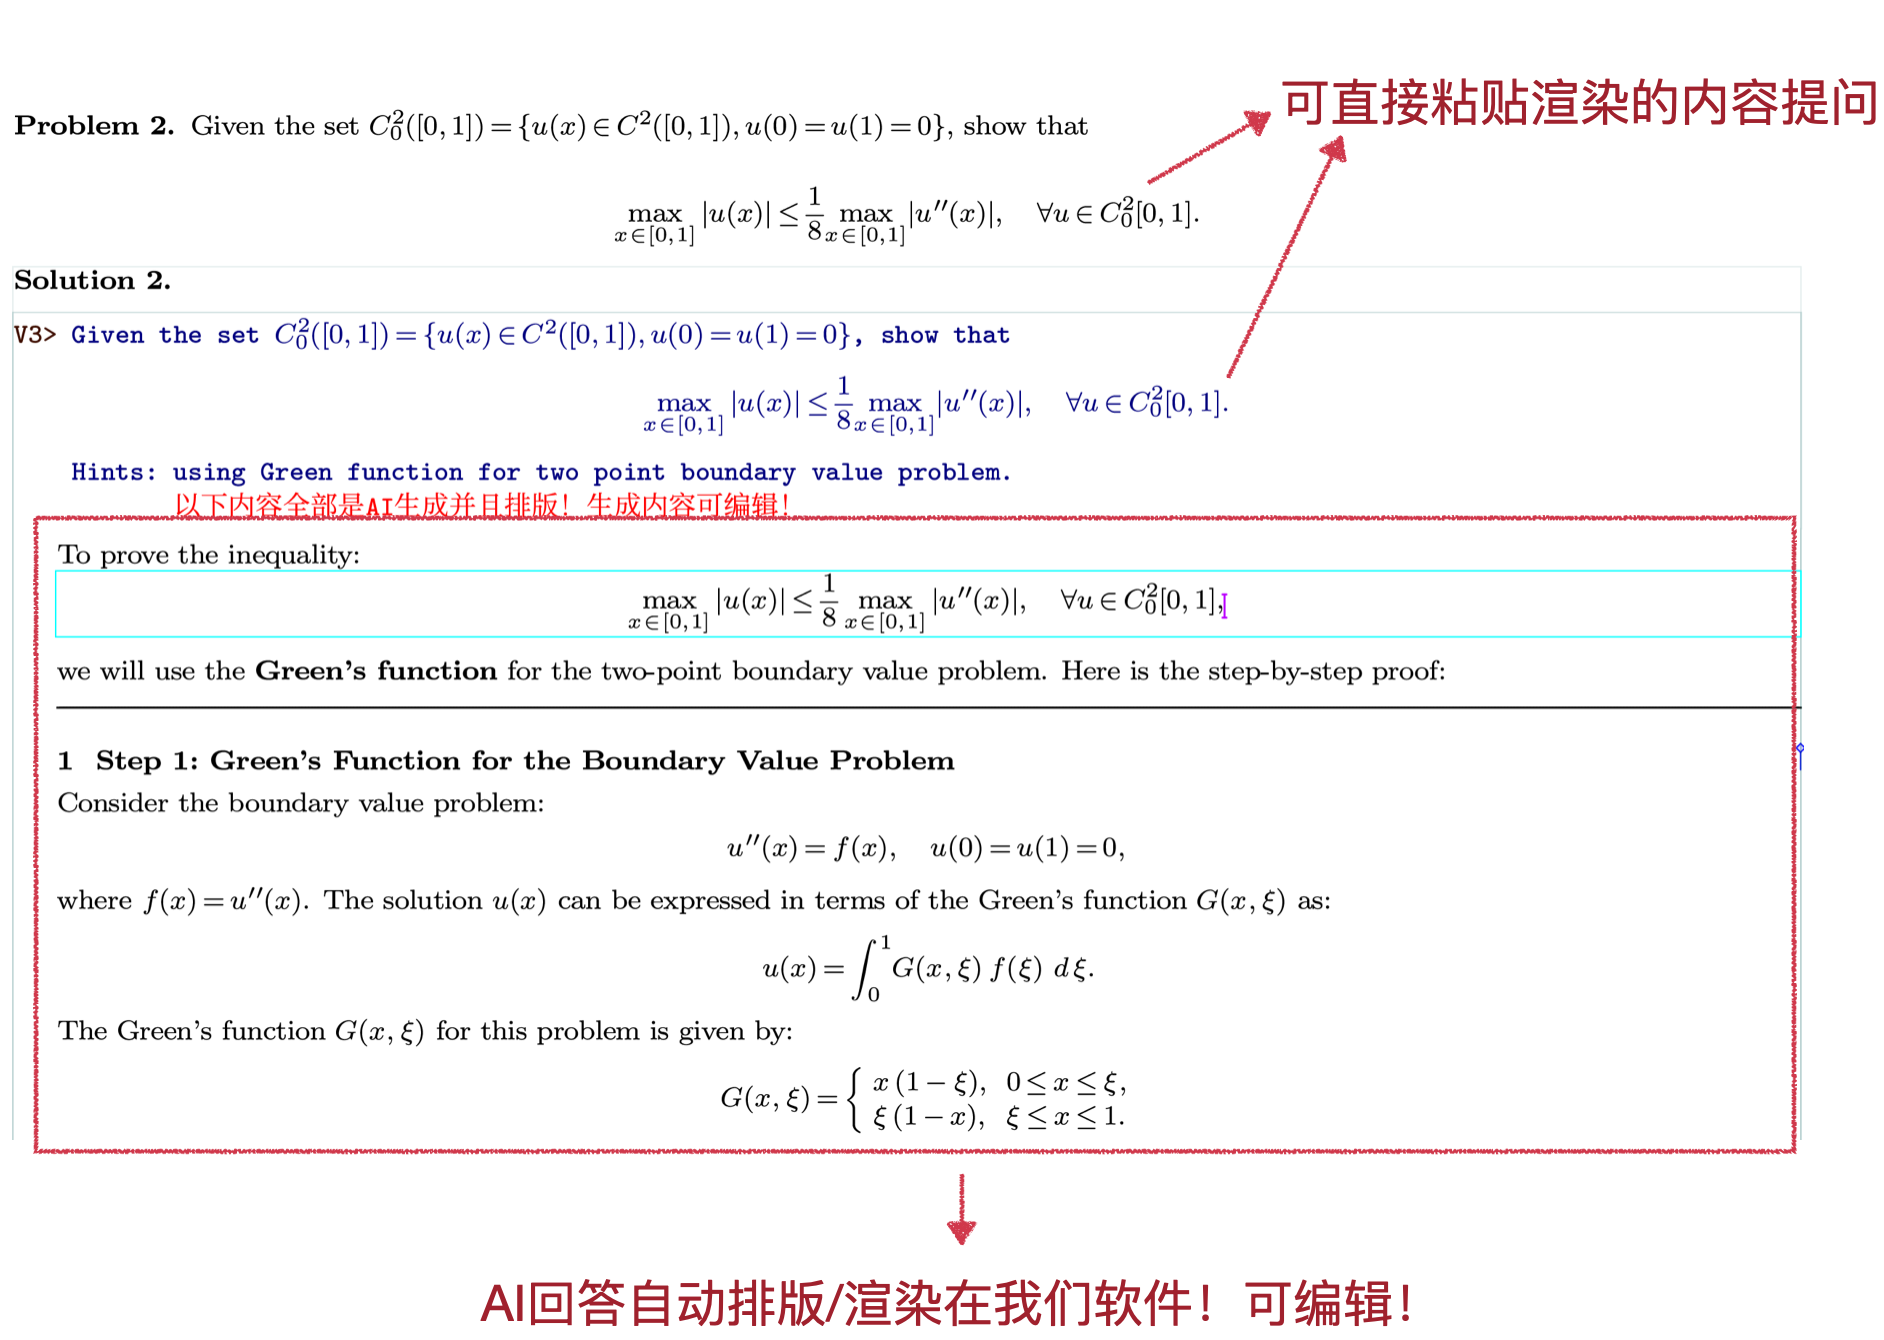 可直接粘贴渲染的内容提问
Problem 2. Given the set $C_0^2([0,1]) = \{u(x) \in C^2([0,1]), u(0) = u(1) = 0\}$, show that
$\max_{x \in [0,1]} |u(x)| \leq \frac{1}{8} \max_{x \in [0,1]} |u''(x)|, \quad \forall u \in C_0^2[0,1].$
Solution 2.
V3> Given the set $C_0^2([0,1]) = \{u(x) \in C^2([0,1]), u(0) = u(1) = 0\}$, show that
$\max_{x \in [0,1]} |u(x)| \leq \frac{1}{8} \max_{x \in [0,1]} |u''(x)|, \quad \forall u \in C_0^2[0,1].$
Hints: using Green function for two point boundary value problem.
以下内容全部是AI生成并且排版！生成内容可编辑！
To prove the inequality:
$\max_{x \in [0,1]} |u(x)| \leq \frac{1}{8} \max_{x \in [0,1]} |u''(x)|, \quad \forall u \in C_0^2[0,1],$
we will use the Green's function for the two-point boundary value problem. Here is the step-by-step proof:
1 Step 1: Green's Function for the Boundary Value Problem
Consider the boundary value problem:
$u''(x) = f(x), \quad u(0) = u(1) = 0,$
where $f(x) = u''(x)$. The solution $u(x)$ can be expressed in terms of the Green's function $G(x,\xi)$ as:
$u(x) = \int_0^1 G(x,\xi) f(\xi) \, d\xi.$
The Green's function $G(x,\xi)$ for this problem is given by:
$G(x,\xi) = \begin{cases} x(1-\xi), & 0 \leq x \leq \xi, \\ \xi(1-x), & \xi \leq x \leq 1. \end{cases}$
AI回答自动排版/渲染在我们软件！可编辑！